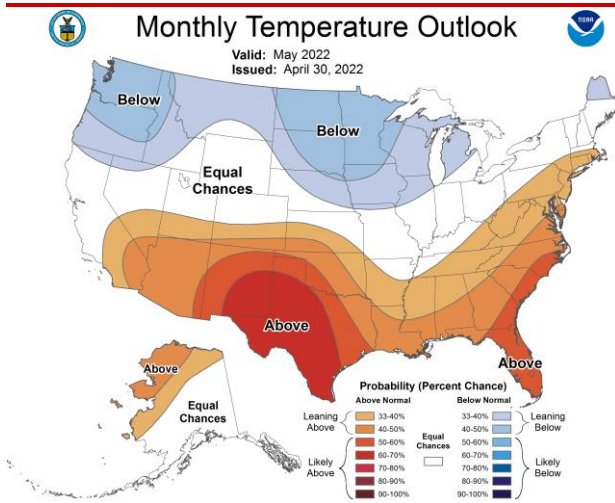 Monthly Temperature Outlook
NOAA
Valid: May 2022
Issued: April 30, 2022
Below
Below
Equal
Chances
Above
Above
Above
Equal
Chances
Probability (Percent Chance)
Above Normal
Below Normal
Leaning
Above
33-40%
40-50%
Likely
Above
50-60%
60-70%
70-80%
80-90%
90-100%
Equal
Chances
33-40%
40-50%
Leaning
Below
50-60%
60-70%
70-80%
80-90%
90-100%
Likely
Below